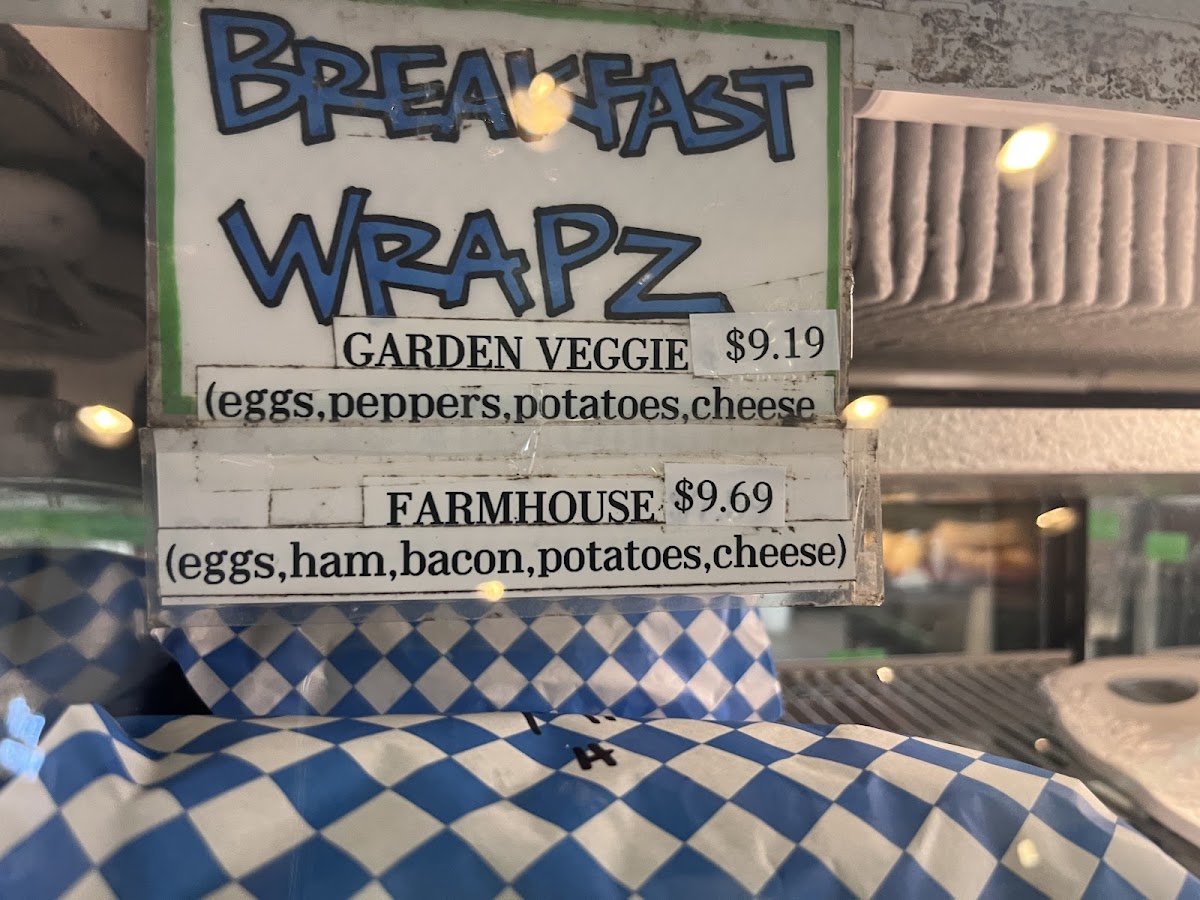 BREAKFAST
WRAPZ
GARDEN VEGGIE $9.19
(eggs,peppers,potatoes,cheese
FARMHOUSE $9.69
(eggs,ham,bacon,potatoes,cheese)
H